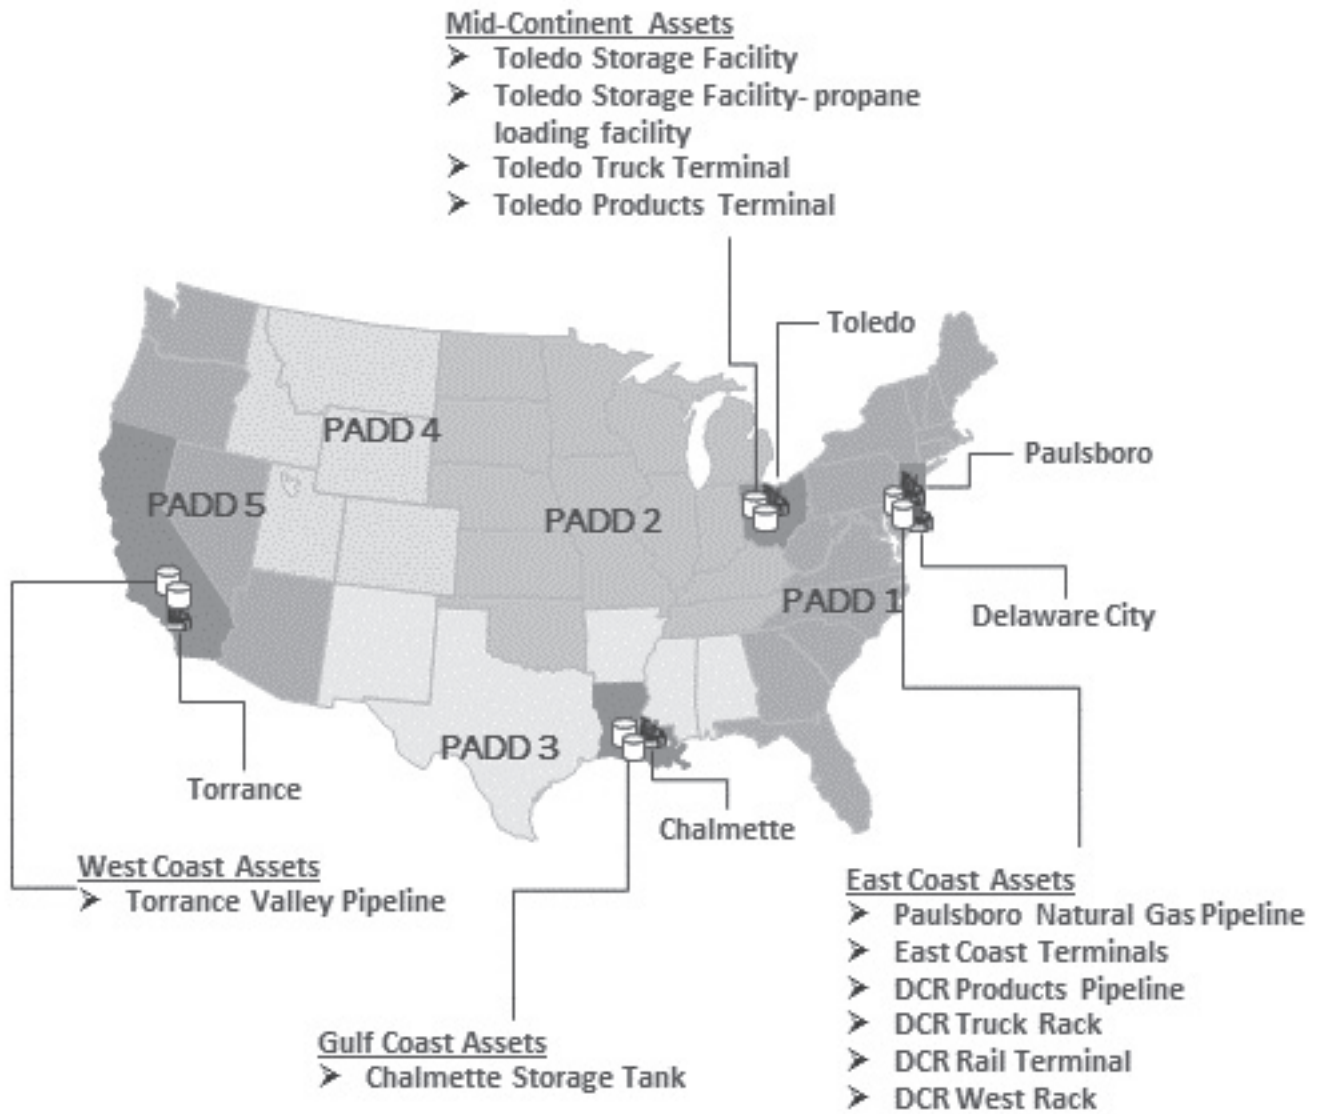 Mid-Continent Assets
➢ Toledo Storage Facility
➢ Toledo Storage Facility- propane
loading facility
➢ Toledo Truck Terminal
➢ Toledo Products Terminal
Toledo
PADD 4
Paulsboro
PADD 5
PADD 2
PADD 1
Delaware City
PADD 3
Torrance
Chalmette
West Coast Assets
➢ Torrance Valley Pipeline
East Coast Assets
➢ Paulsboro Natural Gas Pipeline
➢ East Coast Terminals
➢ DCR Products Pipeline
➢ DCR Truck Rack
➢ DCR Rail Terminal
➢ DCR West Rack
Gulf Coast Assets
➢ Chalmette Storage Tank